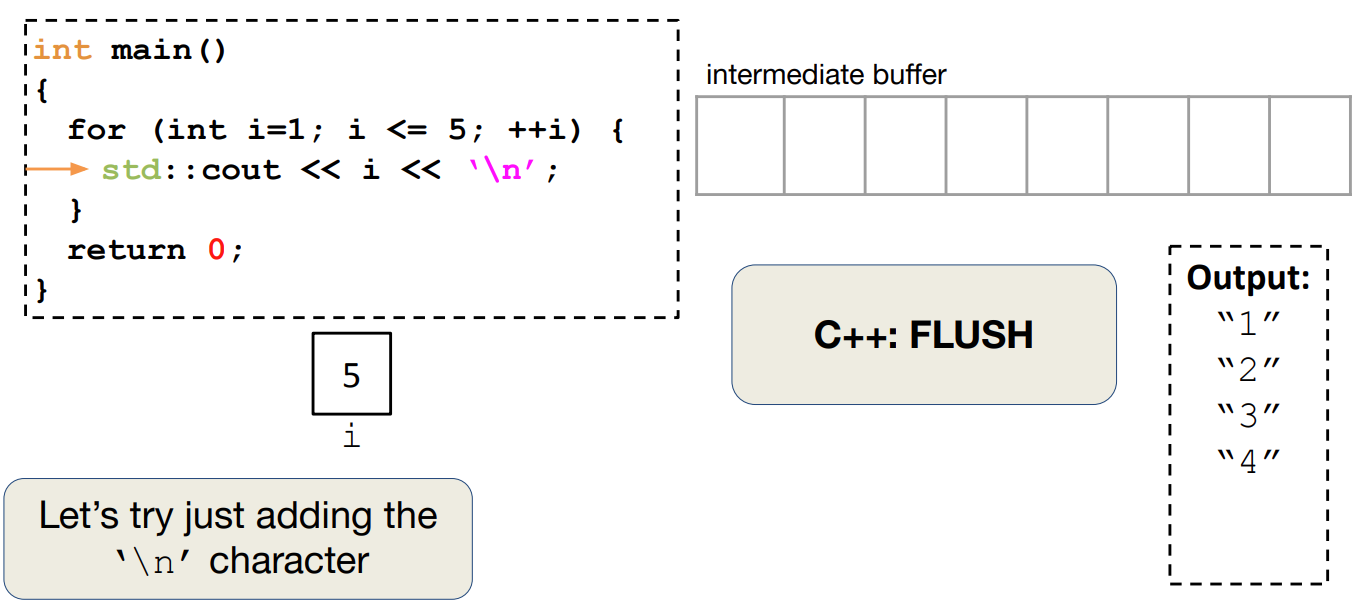 int main()
{
for (int i=1; i <= 5; ++i) {
std::cout << i << ‘\n’;
}
return 0;
}
intermediate buffer
C++: FLUSH
Output:
“1”
“2”
“3”
“4”
5
i
Let’s try just adding the
‘\n’ character